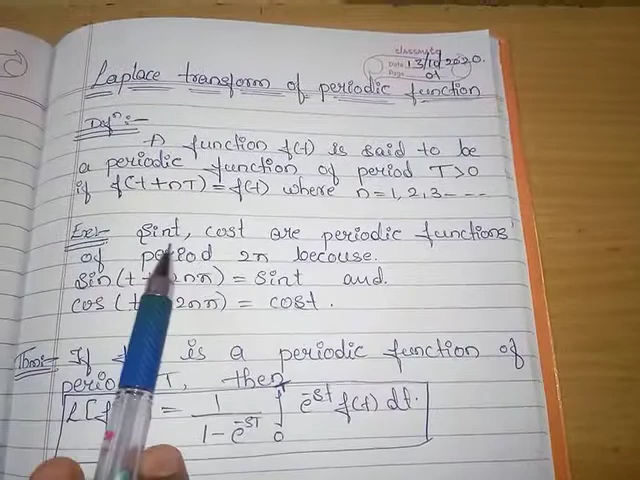 classmate
Date 13/10/2020.
Page 01
Laplace transform of periodic function
Defn:-
A function f(t) is said to be
a periodic function of period T>0
if f(t+nT) = f(t) where n=1,2,3----
Ex:- sint, cost are periodic functions
of period 2π becouse.
sin(t+2nπ) = sint and.
cos(t+2nπ) = cost.
Thm:- If is a periodic function of
period T, then
L[f = 1/(1-e^-ST) ∫_0^T e^-St f(t) dt.